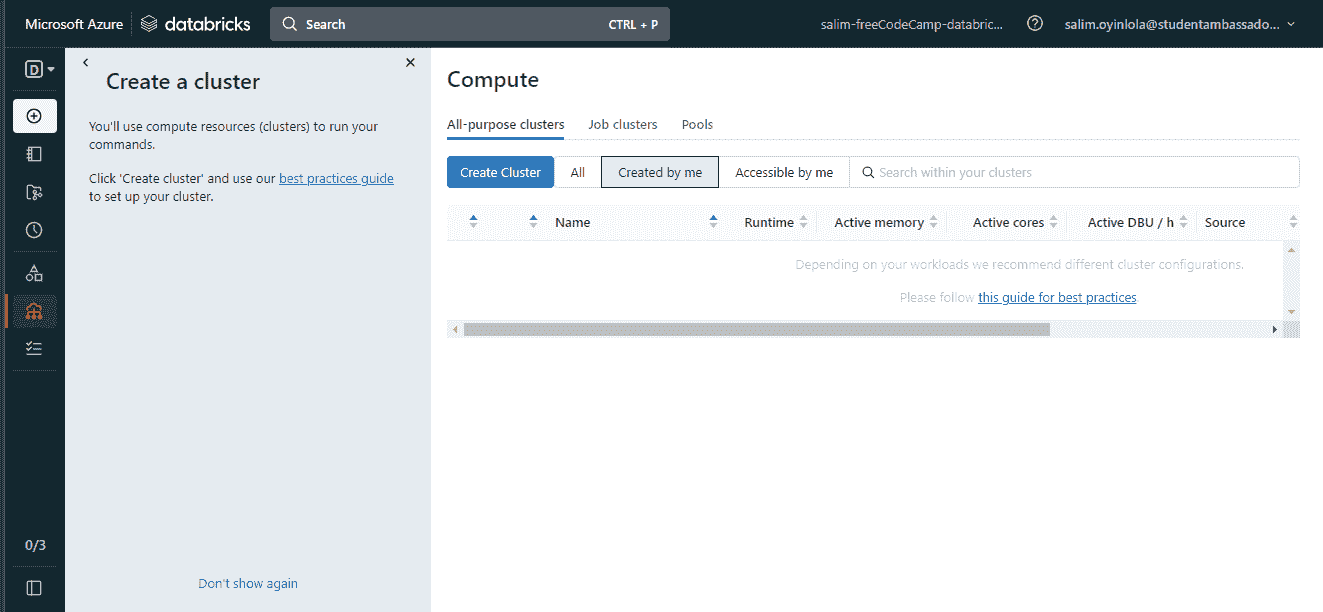 Microsoft Azure databricks Search CTRL + P salim-freeCodeCamp-databric... salim.oyinlola@studentambassado...
D
Create a cluster
You'll use compute resources (clusters) to run your
commands.
Click 'Create cluster' and use our best practices guide
to set up your cluster.
0/3
Don't show again
Compute
All-purpose clusters Job clusters Pools
Create Cluster All Created by me Accessible by me Search within your clusters
Name Runtime Active memory Active cores Active DBU / h Source
Depending on your workloads we recommend different cluster configurations.
Please follow this guide for best practices.